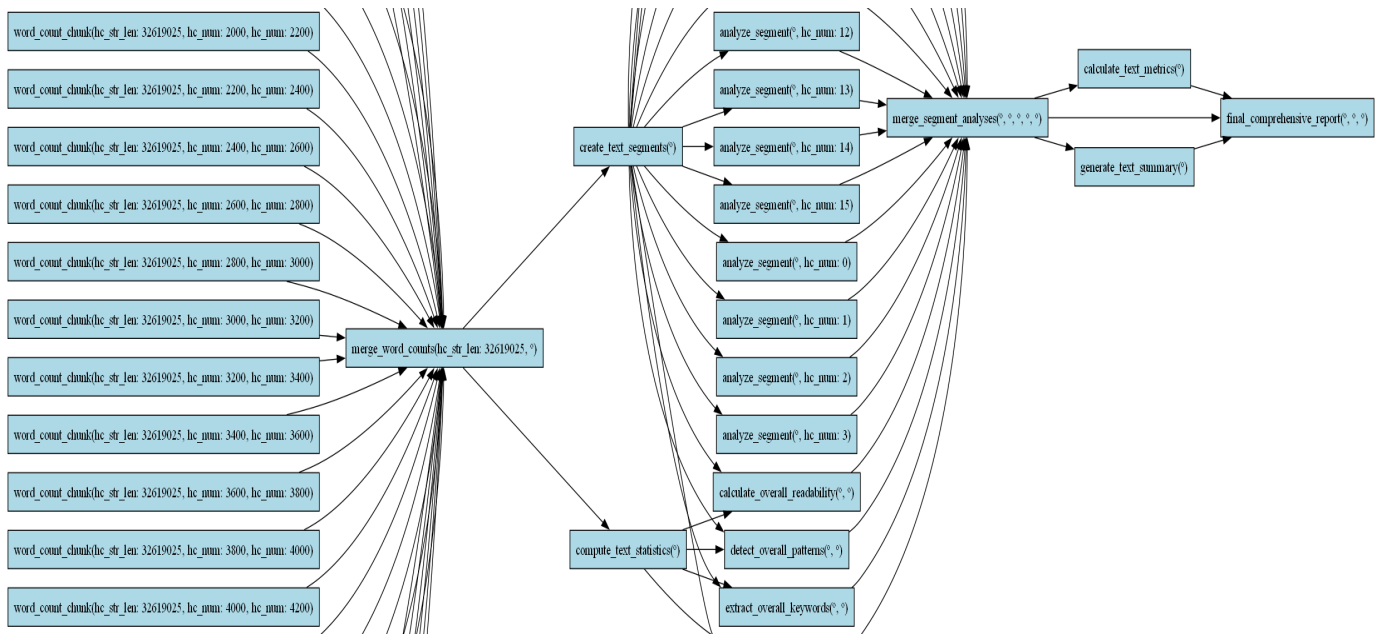 word_count_chunk(hc_str_len: 32619025, hc_num: 2000, hc_num: 2200)
word_count_chunk(hc_str_len: 32619025, hc_num: 2200, hc_num: 2400)
word_count_chunk(hc_str_len: 32619025, hc_num: 2400, hc_num: 2600)
word_count_chunk(hc_str_len: 32619025, hc_num: 2600, hc_num: 2800)
word_count_chunk(hc_str_len: 32619025, hc_num: 2800, hc_num: 3000)
word_count_chunk(hc_str_len: 32619025, hc_num: 3000, hc_num: 3200)
word_count_chunk(hc_str_len: 32619025, hc_num: 3200, hc_num: 3400)
word_count_chunk(hc_str_len: 32619025, hc_num: 3400, hc_num: 3600)
word_count_chunk(hc_str_len: 32619025, hc_num: 3600, hc_num: 3800)
word_count_chunk(hc_str_len: 32619025, hc_num: 3800, hc_num: 4000)
word_count_chunk(hc_str_len: 32619025, hc_num: 4000, hc_num: 4200)
merge_word_counts(hc_str_len: 32619025, °)
create_text_segments(°)
compute_text_statistics(°)
analyze_segment(°, hc_num: 12)
analyze_segment(°, hc_num: 13)
analyze_segment(°, hc_num: 14)
analyze_segment(°, hc_num: 15)
analyze_segment(°, hc_num: 0)
analyze_segment(°, hc_num: 1)
analyze_segment(°, hc_num: 2)
analyze_segment(°, hc_num: 3)
calculate_overall_readability(°, °)
detect_overall_patterns(°, °)
extract_overall_keywords(°, °)
merge_segment_analyses(°, °, °, °, °)
calculate_text_metrics(°)
generate_text_summary(°)
final_comprehensive_report(°, °, °)